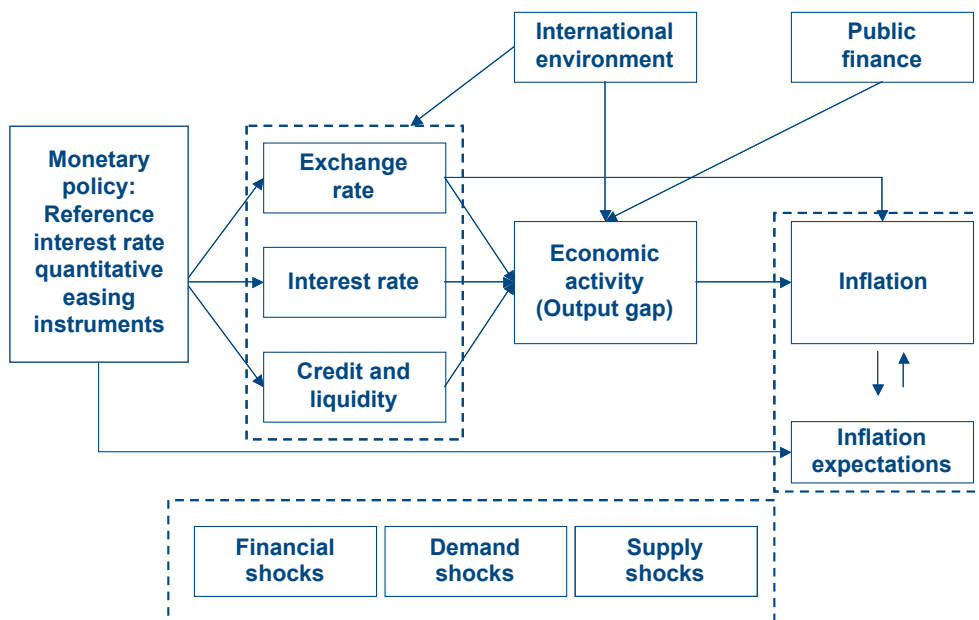 International
environment
Public
finance
Monetary
policy:
Reference
interest rate
quantitative
easing
instruments
Exchange
rate
Interest rate
Credit and
liquidity
Economic
activity
(Output gap)
Inflation
Inflation
expectations
Financial
shocks
Demand
shocks
Supply
shocks